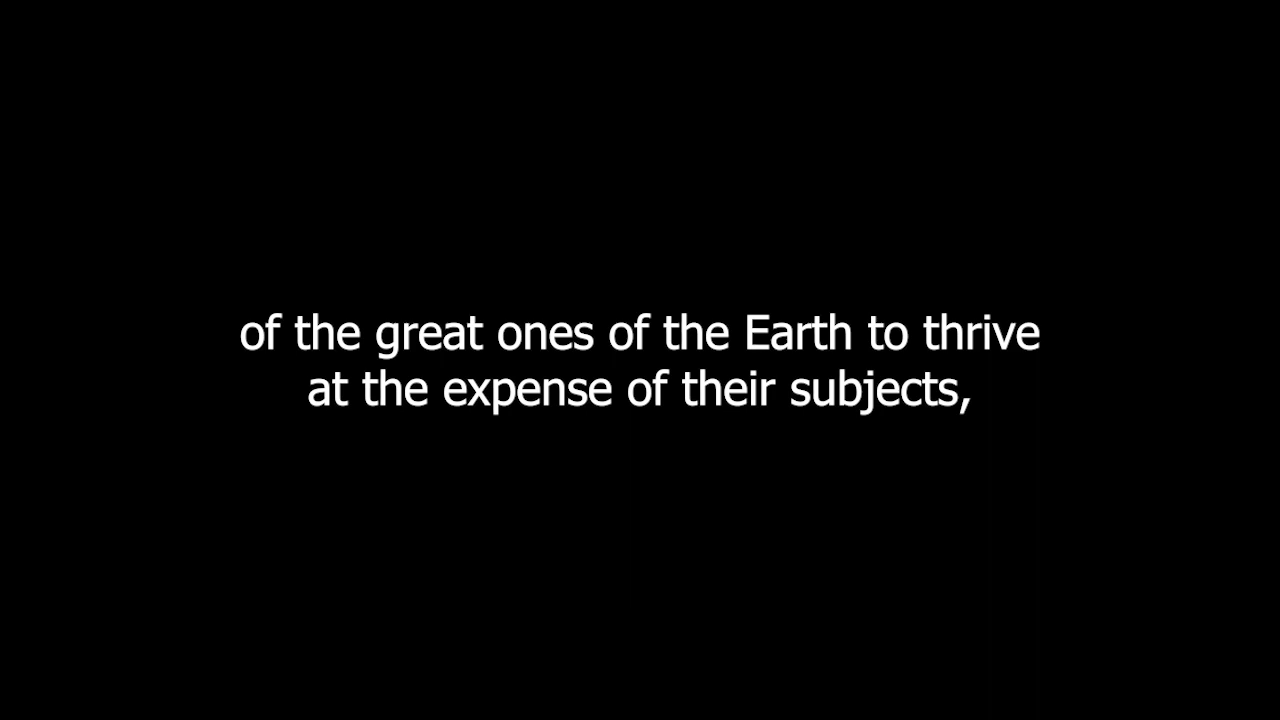 of the great ones of the Earth to thrive
at the expense of their subjects,